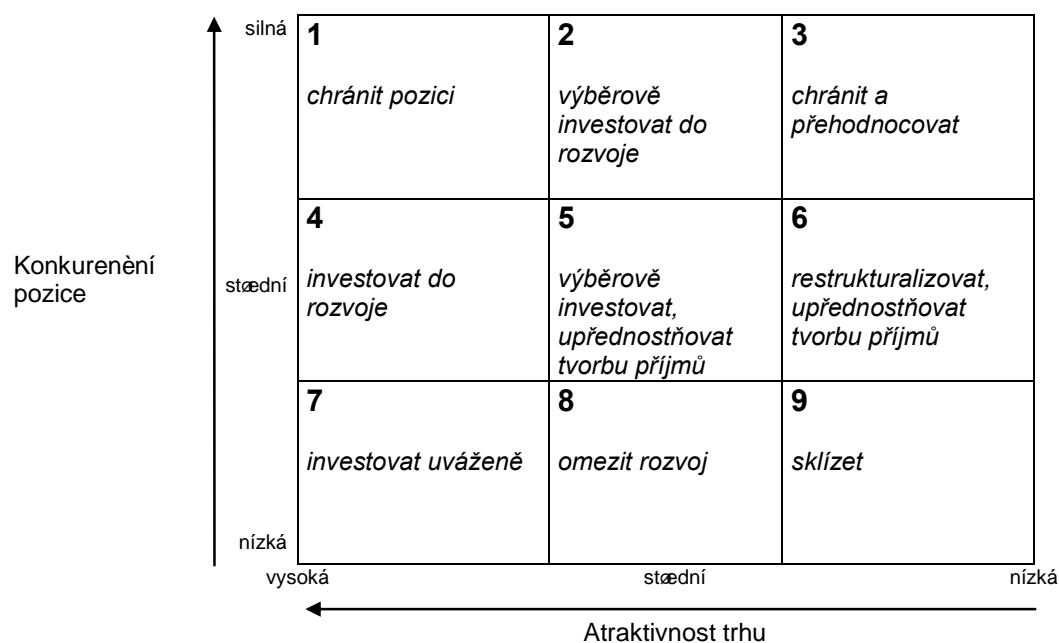 silná
1
2
3
chránit pozici
výběrově
investovat do
rozvoje
chránit a
přehodnocovat
Konkurenèní
pozice
støední
4
5
6
investovat do
rozvoje
výběrově
investovat,
upřednostňovat
tvorbu příjmů
restrukturalizovat,
upřednostňovat
tvorbu příjmů
7
8
9
investovat uváženě
omezit rozvoj
sklízet
nízká
vysoká
støední
nízká
Atraktivnost trhu